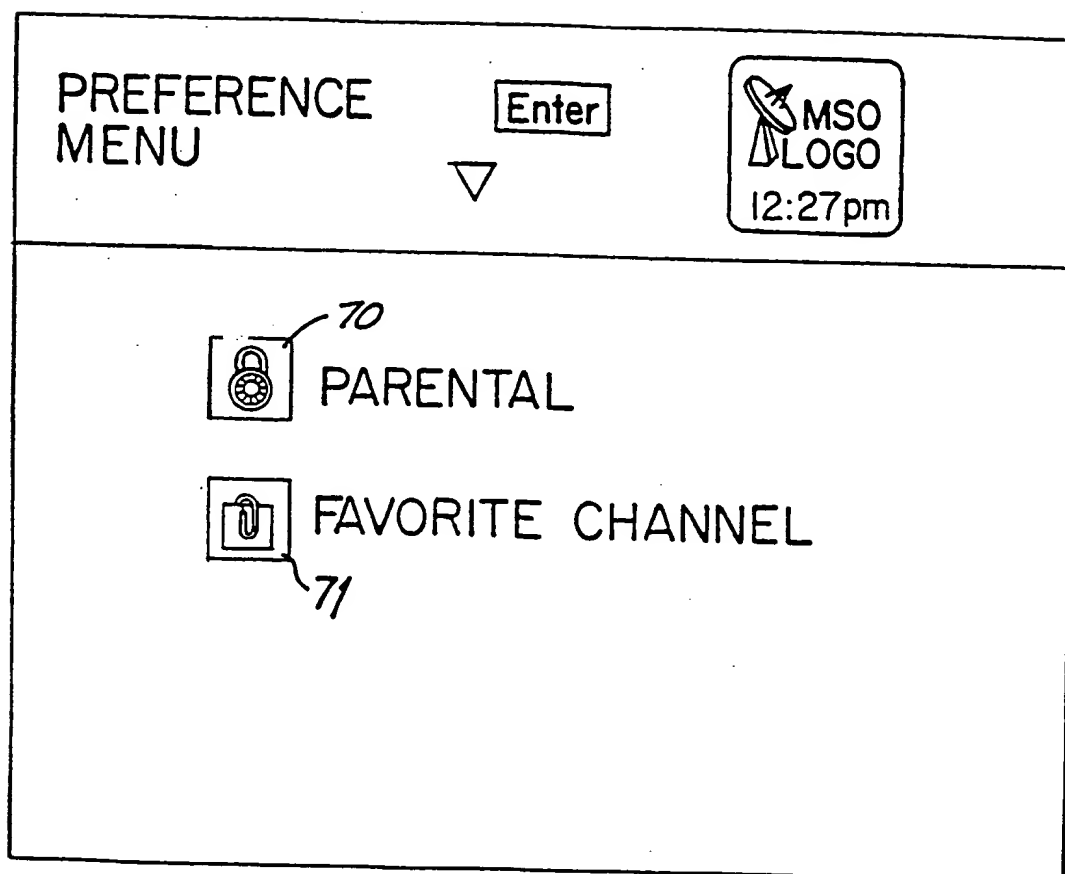 PREFERENCE
MENU
Enter
MSO
LOGO
12:27pm
70
PARENTAL
FAVORITE CHANNEL
71